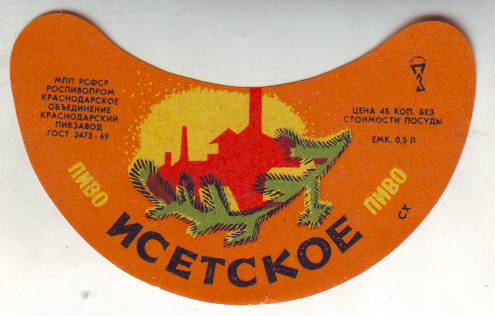 МПП РСФСР
РОСПИВОПРОМ
КРАСНОДАРСКОЕ
ОБЪЕДИНЕНИЕ
КРАСНОДАРСКИЙ
ПИВЗАВОД
ГОСТ 3473-69
ЦЕНА 45 КОП. БЕЗ
СТОИМОСТИ ПОСУДЫ
ЕМК. 0,5 Л
ПИВО
ИСЕТСКОЕ
ПИВО
СХ